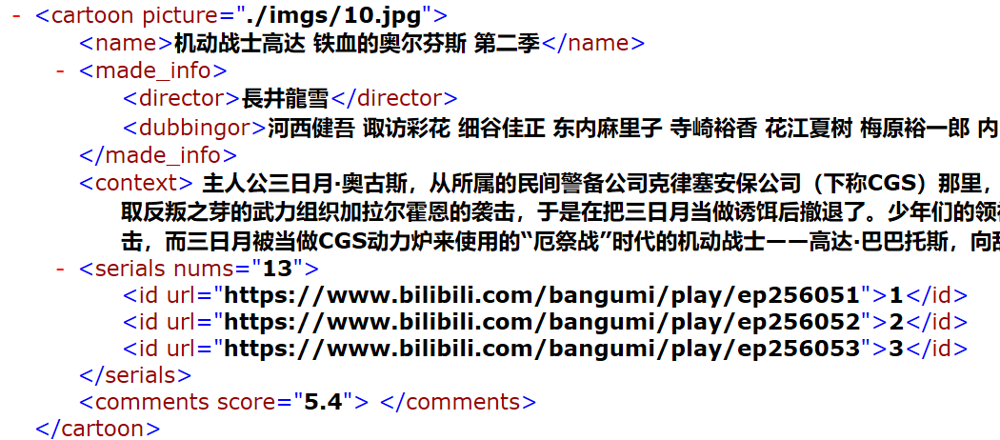 - <cartoon picture="./imgs/10.jpg">
<name>机动战士高达 铁血的奥尔芬斯 第二季</name>
- <made_info>
<director>長井龍雪</director>
<dubbingor>河西健吾 诹访彩花 细谷佳正 东内麻里子 寺崎裕香 花江夏树 梅原裕一郎 内
</made_info>
<context> 主人公三日月·奥古斯，从所属的民间警备公司克律塞安保公司（下称CGS）那里，
取反叛之芽的武力组织加拉尔霍恩的袭击，于是在把三日月当做诱饵后撤退了。少年们的领
击，而三日月被当做CGS动力炉来使用的“厄祭战”时代的机动战士——高达·巴巴托斯，向
- <serials nums="13">
<id url="https://www.bilibili.com/bangumi/play/ep256051">1</id>
<id url="https://www.bilibili.com/bangumi/play/ep256052">2</id>
<id url="https://www.bilibili.com/bangumi/play/ep256053">3</id>
</serials>
<comments score="5.4"> </comments>
</cartoon>